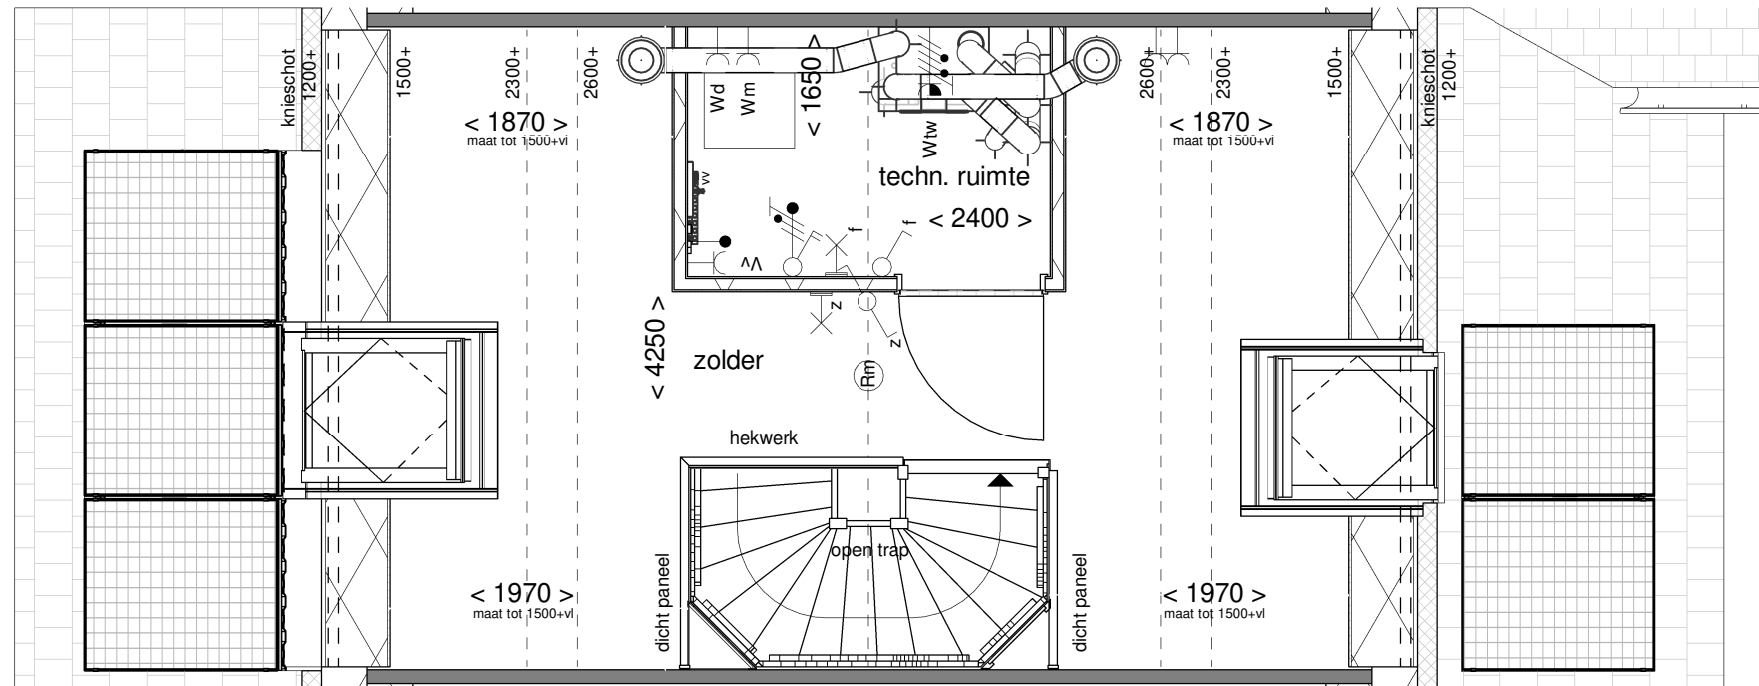 knieschot
1200+
1500+
2300+
2600+
< 1870 >
maat tot 1500+vl
Wd
Wm
< 1650 >
Wtw
techn. ruimte
< 2400 >
vv
vv
f
f
z
z
Rm
2600+
2300+
< 1870 >
maat tot 1500+vl
1500+
knieschot
1200+
< 4250 >
zolder
hekwerk
open trap
dicht paneel
dicht paneel
< 1970 >
maat tot 1500+vl
< 1970 >
maat tot 1500+vl